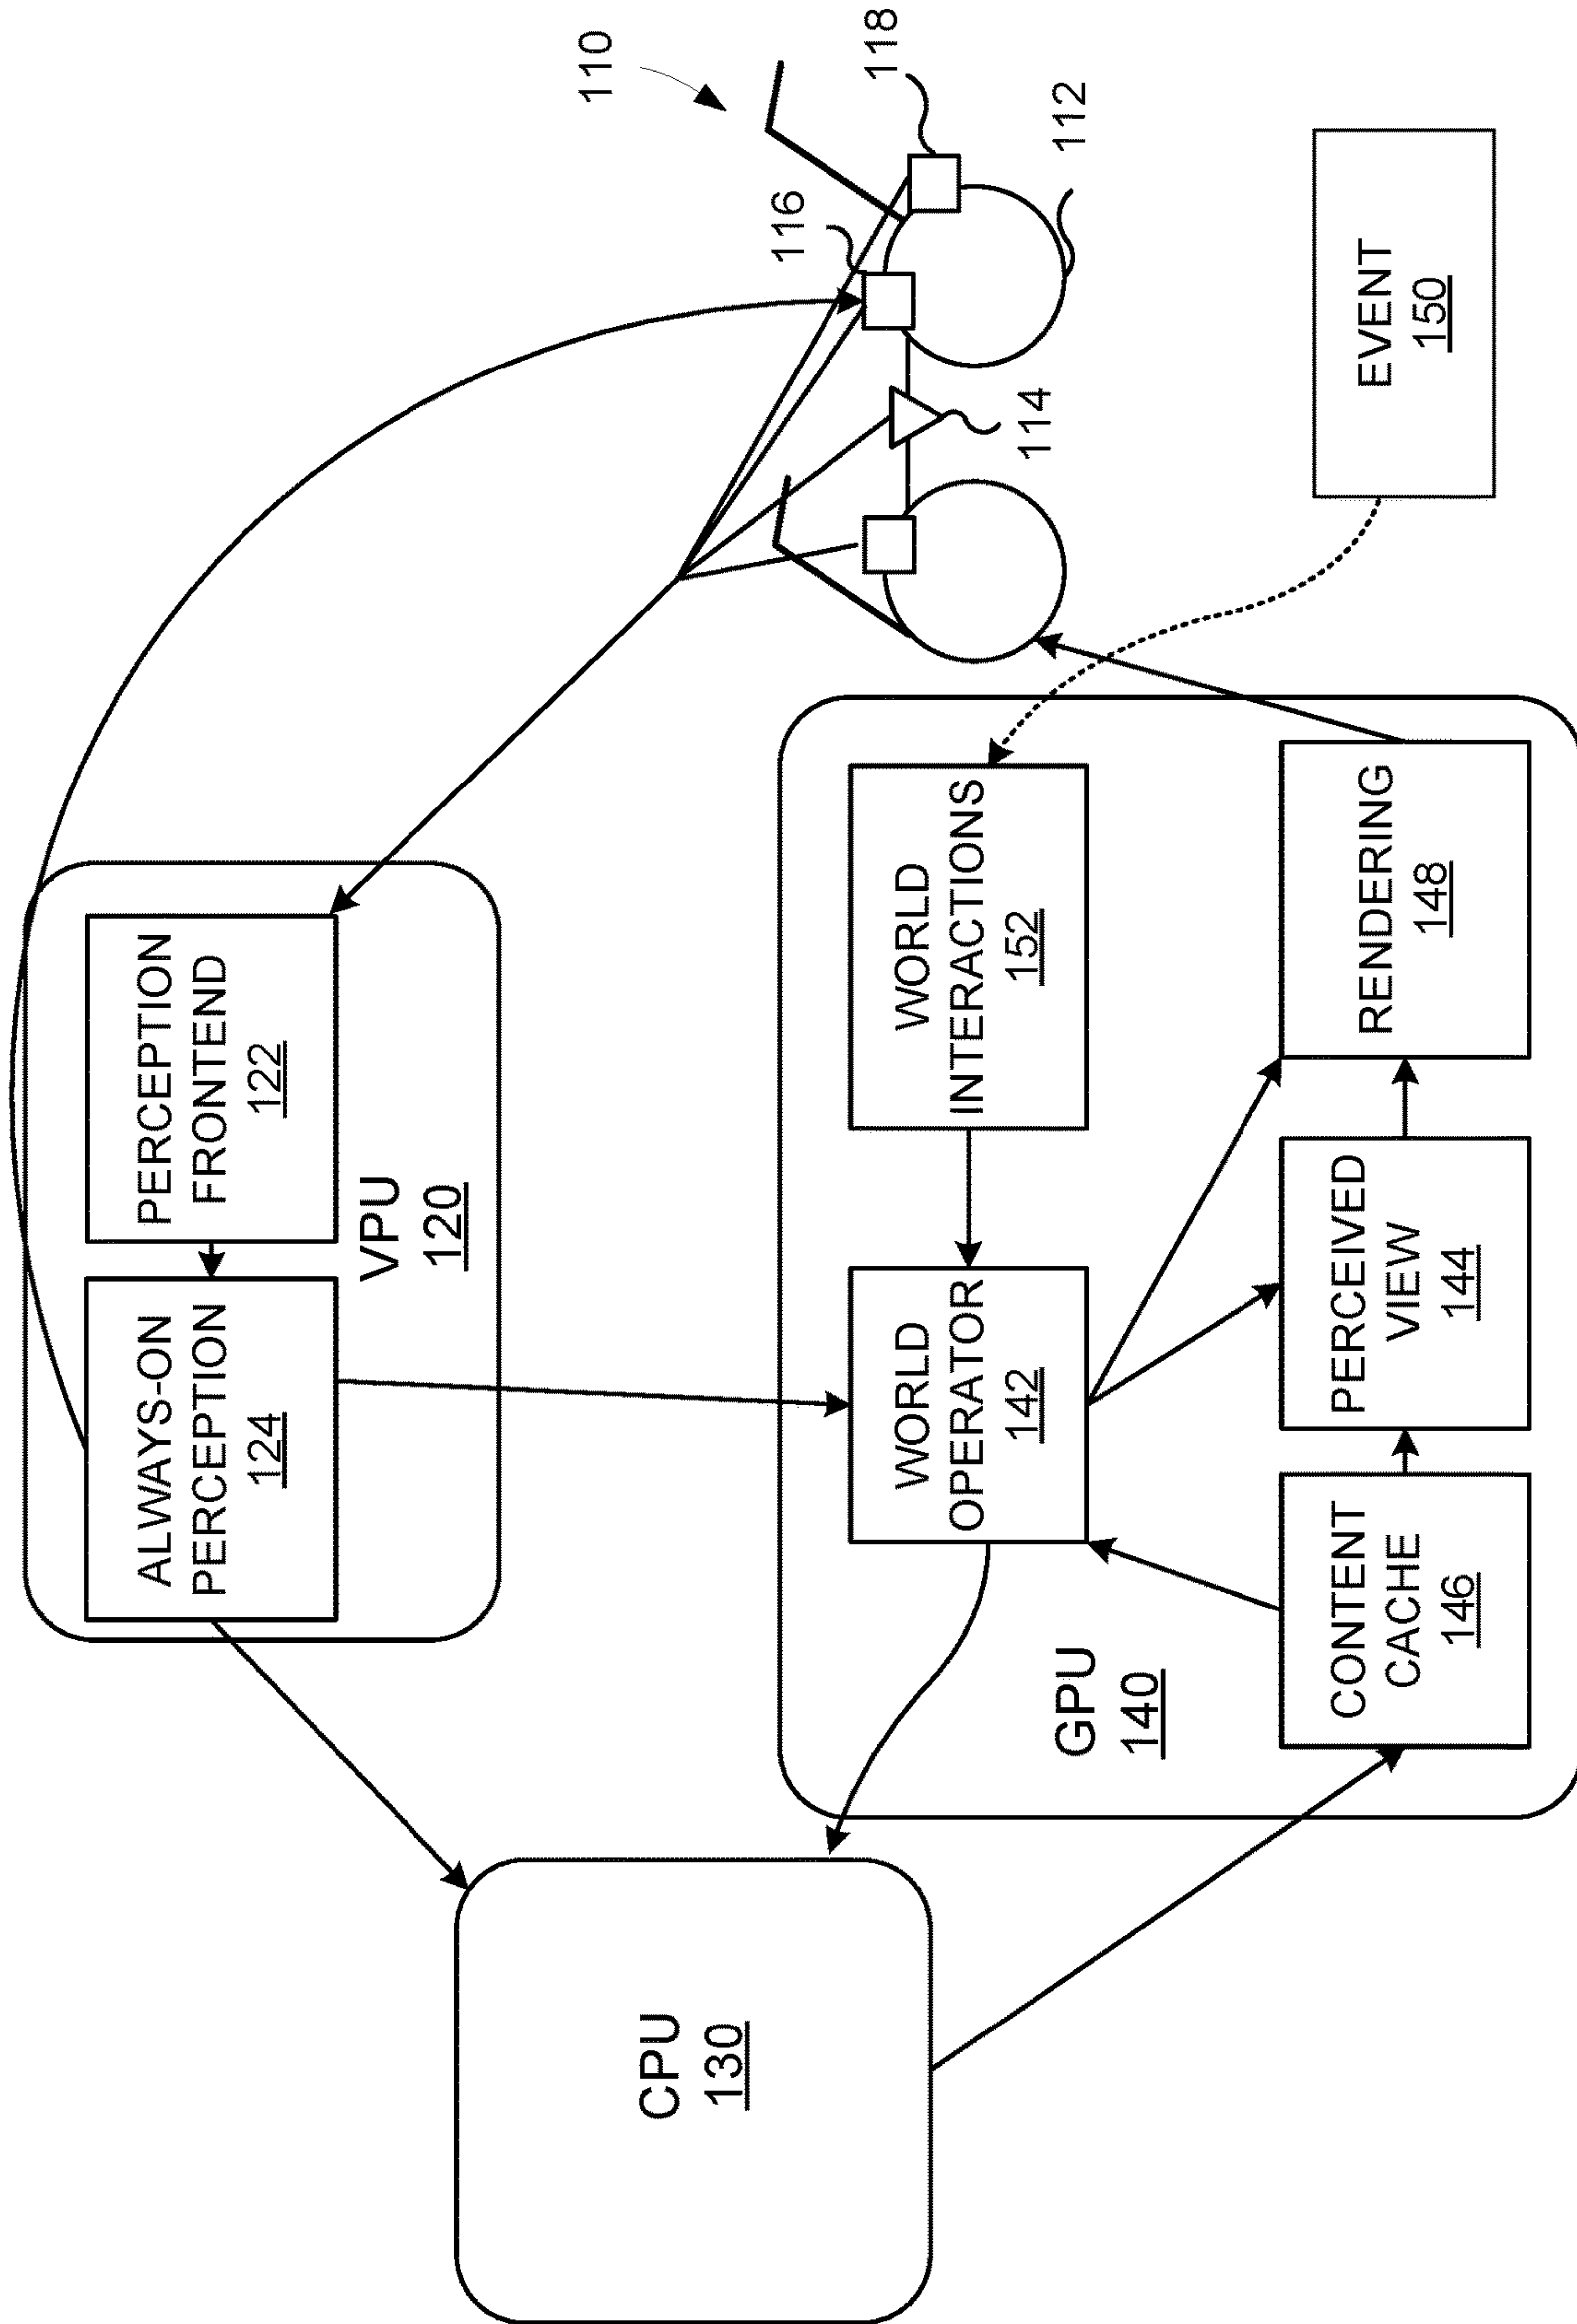 ALWAYS-ON
PERCEPTION
124
PERCEPTION
FRONTEND
122
VPU
120
CPU
130
110
116
118
114
112
WORLD
OPERATOR
142
WORLD
INTERACTIONS
152
GPU
140
CONTENT
CACHE
146
PERCEIVED
VIEW
144
RENDERING
148
EVENT
150